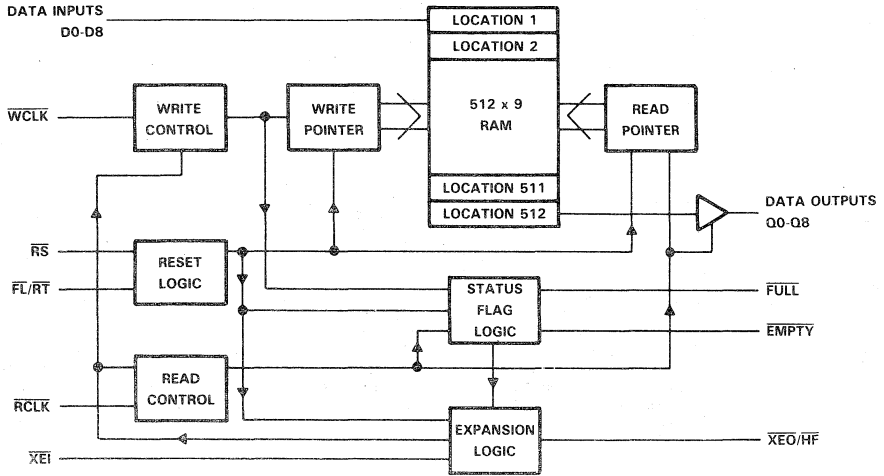 DATA INPUTS
D0-D8
LOCATION 1
LOCATION 2
512 x 9
RAM
WCLK
WRITE
CONTROL
WRITE
POINTER
READ
POINTER
LOCATION 511
LOCATION 512
DATA OUTPUTS
Q0-Q8
RS
FL/RT
RESET
LOGIC
STATUS
FLAG
LOGIC
FULL
EMPTY
READ
CONTROL
RCLK
XEI
EXPANSION
LOGIC
XEO/HF